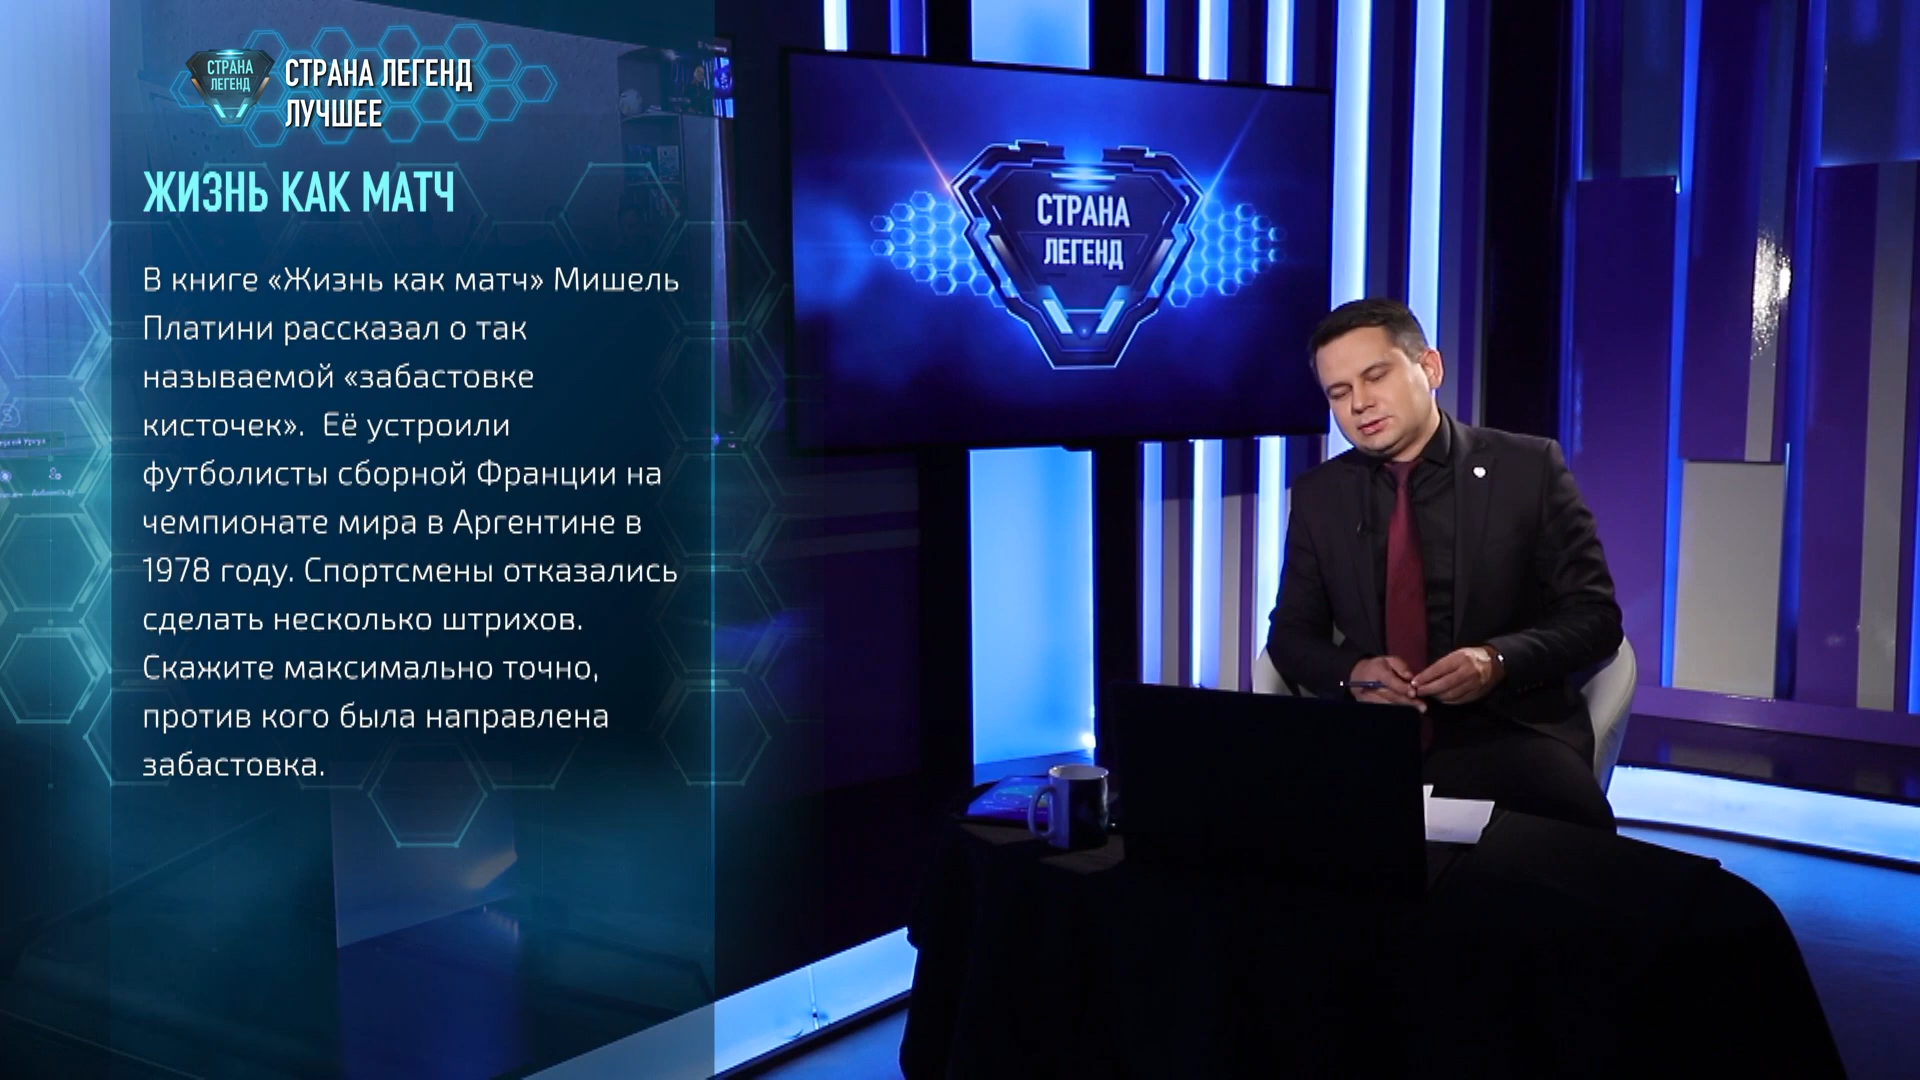 СТРАНА
ЛЕГЕНД
СТРАНА ЛЕГЕНД
ЛУЧШЕЕ
ЖИЗНЬ КАК МАТЧ
В книге «Жизнь как матч» Мишель
Платини рассказал о так
называемой «забастовке
кисточек».  Её устроили
футболисты сборной Франции на
чемпионате мира в Аргентине в
1978 году. Спортсмены отказались
сделать несколько штрихов.
Скажите максимально точно,
против кого была направлена
забастовка.
СТРАНА
ЛЕГЕНД